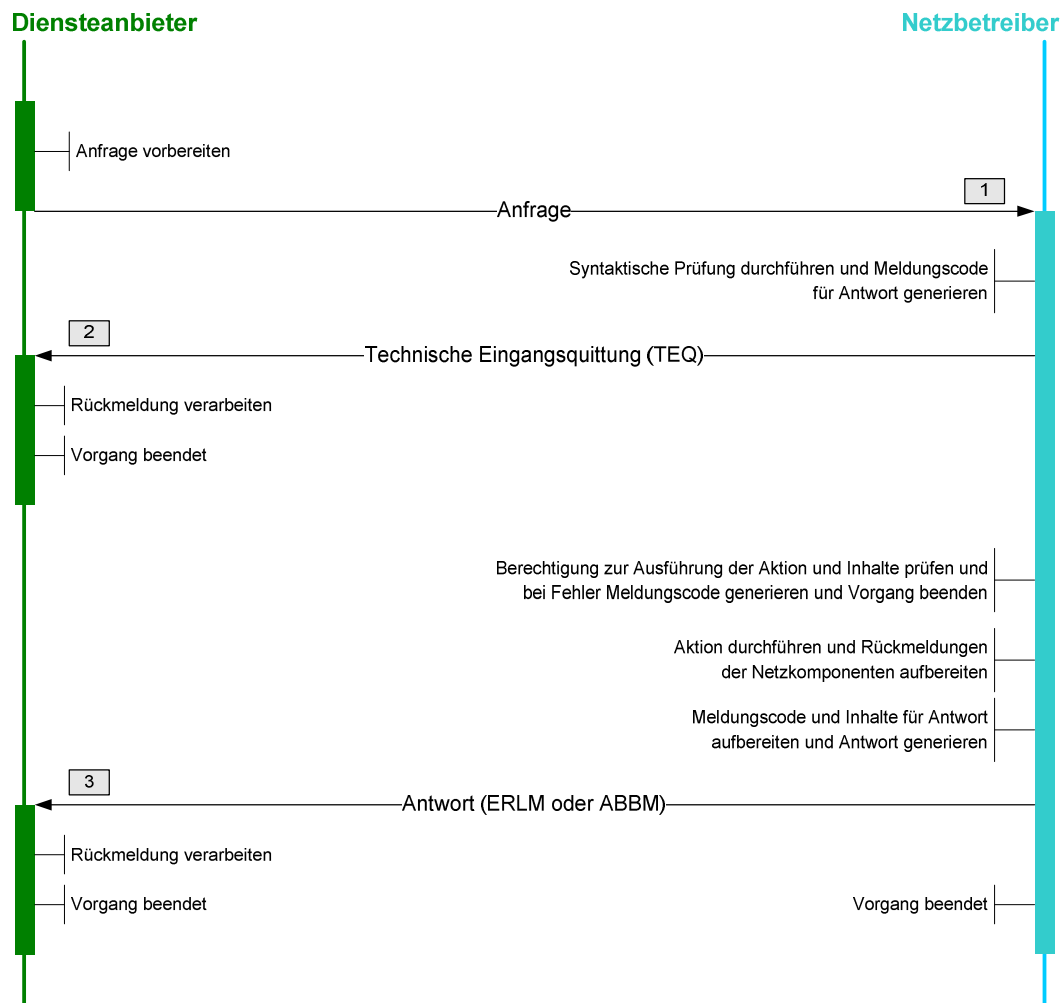 Diensteanbieter
Netzbetreiber
Anfrage vorbereiten
1
Anfrage
Syntaktische Prüfung durchführen und Meldungscode
für Antwort generieren
2
Technische Eingangsquittung (TEQ)
Rückmeldung verarbeiten
Vorgang beendet
Berechtigung zur Ausführung der Aktion und Inhalte prüfen und
bei Fehler Meldungscode generieren und Vorgang beenden
Aktion durchführen und Rückmeldungen
der Netzkomponenten aufbereiten
Meldungscode und Inhalte für Antwort
aufbereiten und Antwort generieren
3
Antwort (ERLM oder ABBM)
Rückmeldung verarbeiten
Vorgang beendet
Vorgang beendet